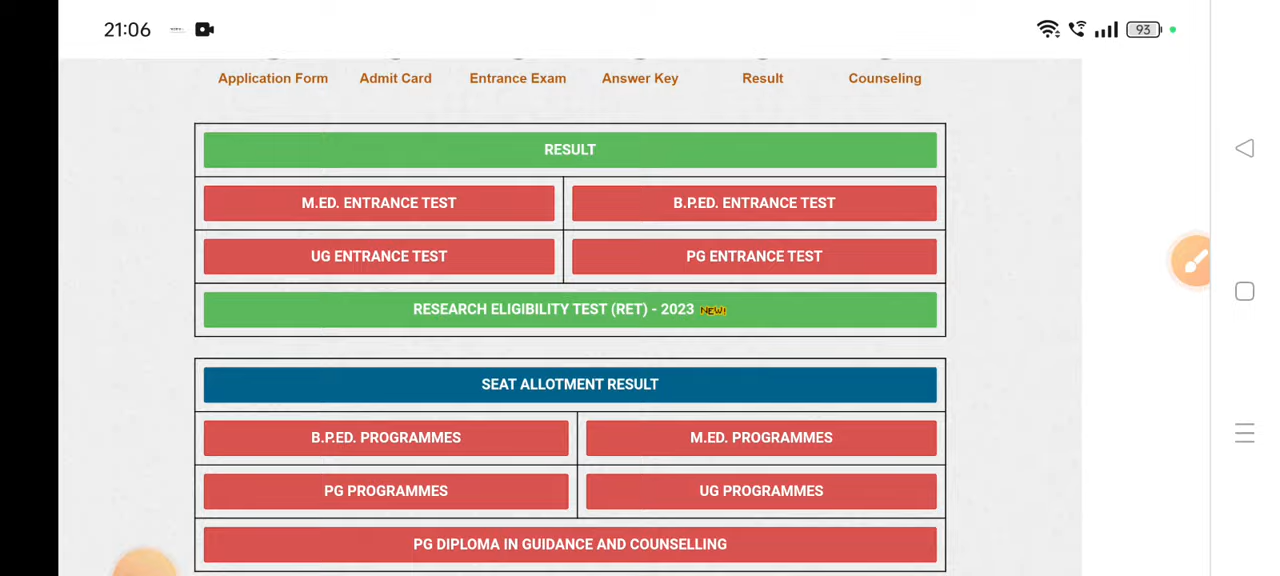 21:06
93
Application Form Admit Card Entrance Exam Answer Key Result Counseling
RESULT
M.ED. ENTRANCE TEST B.P.ED. ENTRANCE TEST
UG ENTRANCE TEST PG ENTRANCE TEST
RESEARCH ELIGIBILITY TEST (RET) - 2023 NEW!
SEAT ALLOTMENT RESULT
B.P.ED. PROGRAMMES M.ED. PROGRAMMES
PG PROGRAMMES UG PROGRAMMES
PG DIPLOMA IN GUIDANCE AND COUNSELLING